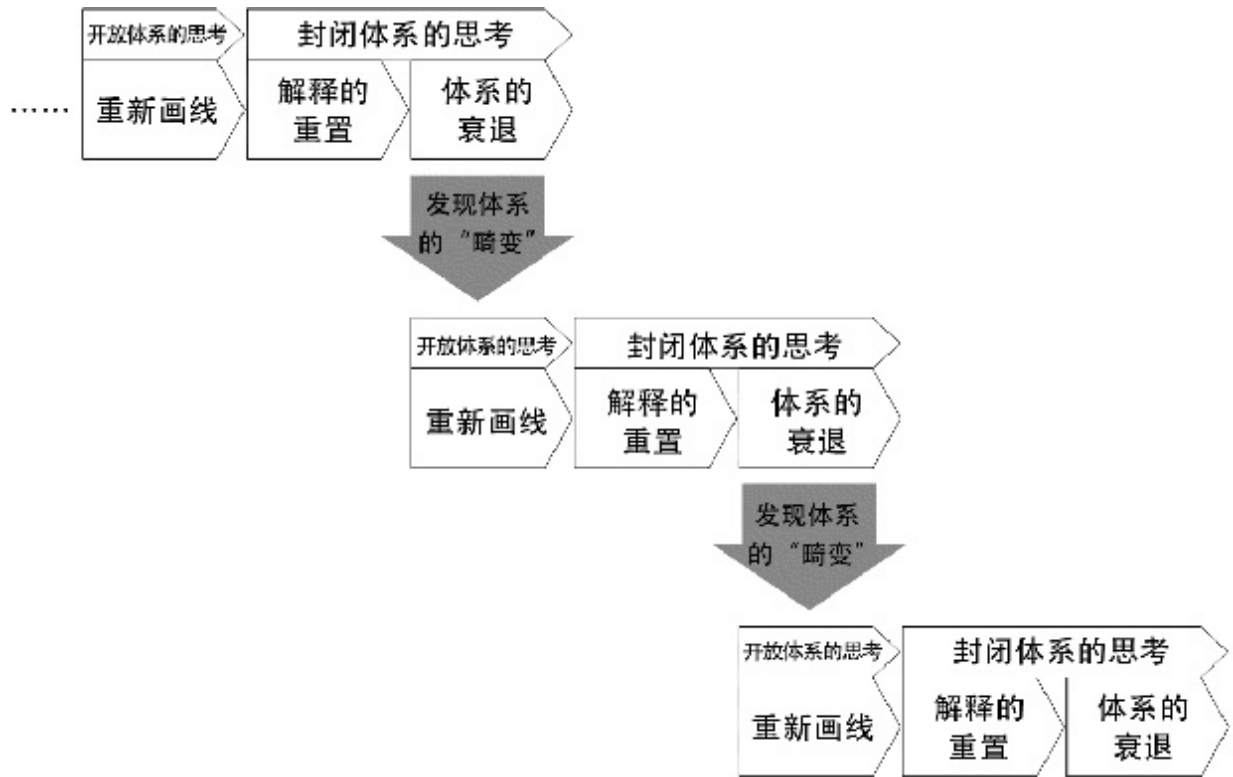 开放体系的思考
封闭体系的思考
……
重新画线
解释的
重置
体系的
衰退
发现体系
的“畸变”
开放体系的思考
封闭体系的思考
重新画线
解释的
重置
体系的
衰退
发现体系
的“畸变”
开放体系的思考
封闭体系的思考
重新画线
解释的
重置
体系的
衰退